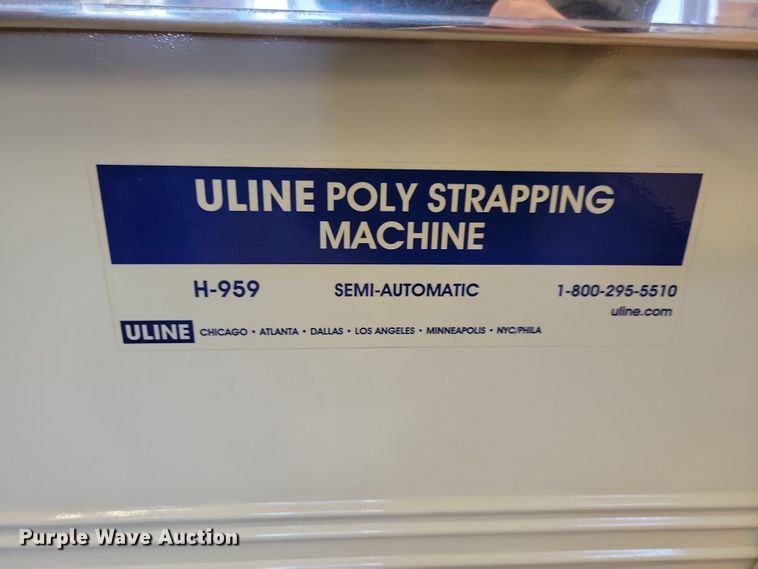 ULINE POLY STRAPPING
MACHINE
H-959 SEMI-AUTOMATIC 1-800-295-5510
uline.com
ULINE CHICAGO • ATLANTA • DALLAS • LOS ANGELES • MINNEAPOLIS • NYC/PHILA
Purple Wave Auction